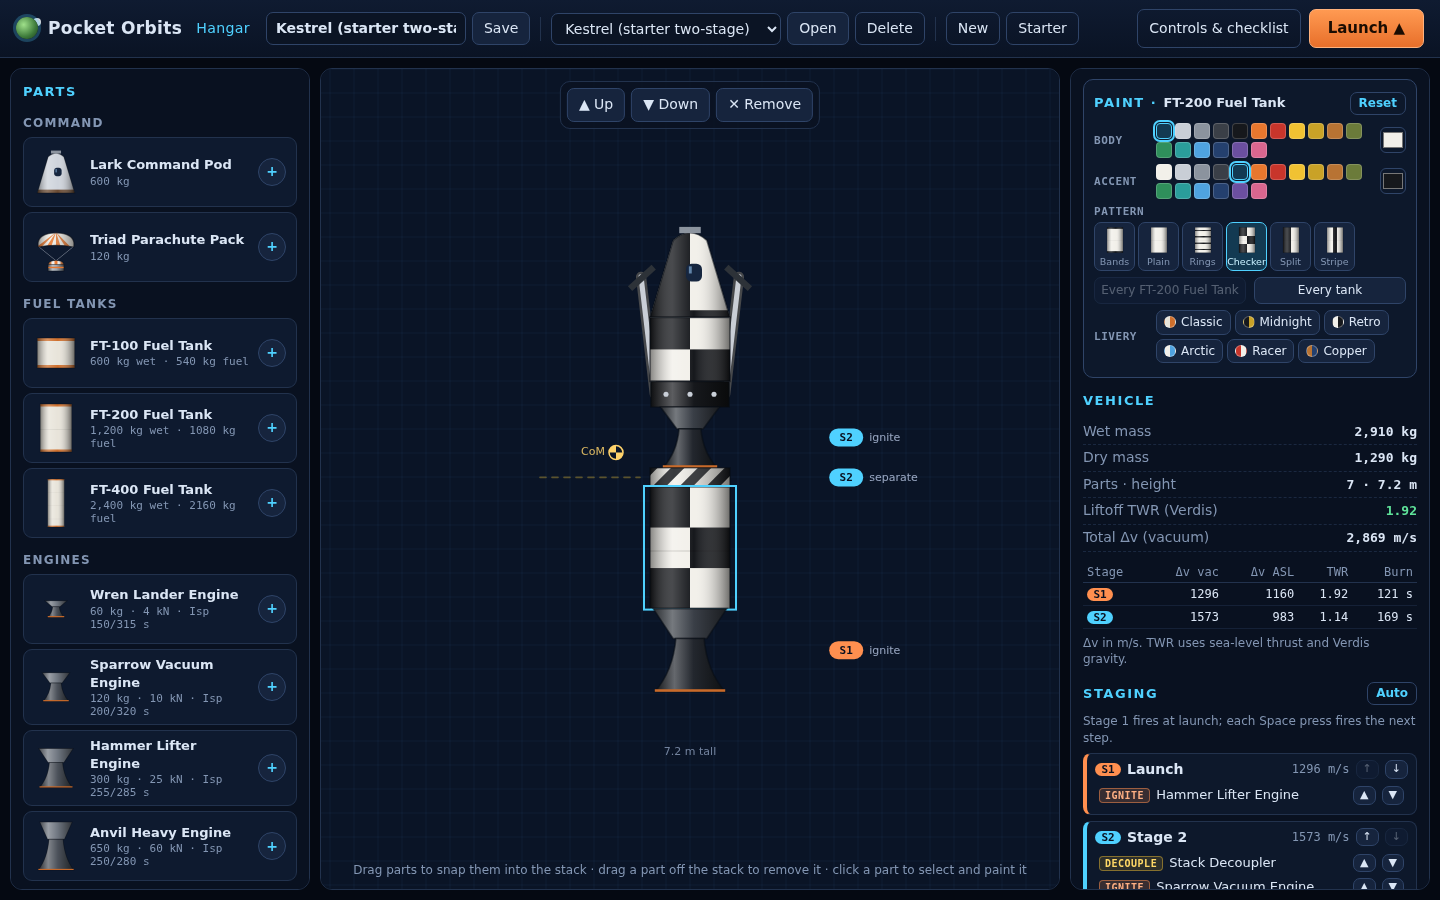 Pocket Orbits Hangar Kestrel (starter two-sta Save Kestrel (starter two-stage) Open Delete New Starter Controls & checklist Launch ▲
PARTS
COMMAND
Lark Command Pod
600 kg
+
Triad Parachute Pack
120 kg
+
FUEL TANKS
FT-100 Fuel Tank
600 kg wet · 540 kg fuel
+
FT-200 Fuel Tank
1,200 kg wet · 1080 kg
fuel
+
FT-400 Fuel Tank
2,400 kg wet · 2160 kg
fuel
+
ENGINES
Wren Lander Engine
60 kg · 4 kN · Isp
150/315 s
+
Sparrow Vacuum
Engine
120 kg · 10 kN · Isp
200/320 s
+
Hammer Lifter
Engine
300 kg · 25 kN · Isp
255/285 s
+
Anvil Heavy Engine
650 kg · 60 kN · Isp
250/280 s
+
▲ Up ▼ Down ✕ Remove
CoM
S2 ignite
S2 separate
S1 ignite
7.2 m tall
Drag parts to snap them into the stack · drag a part off the stack to remove it · click a part to select and paint it
PAINT · FT-200 Fuel Tank Reset
BODY
ACCENT
PATTERN
Bands Plain Rings Checker Split Stripe
Every FT-200 Fuel Tank Every tank
LIVERY
Classic Midnight Retro
Arctic Racer Copper
VEHICLE
Wet mass 2,910 kg
Dry mass 1,290 kg
Parts · height 7 · 7.2 m
Liftoff TWR (Verdis) 1.92
Total Δv (vacuum) 2,869 m/s
Stage Δv vac Δv ASL TWR Burn
S1 1296 1160 1.92 121 s
S2 1573 983 1.14 169 s
Δv in m/s. TWR uses sea-level thrust and Verdis
gravity.
STAGING Auto
Stage 1 fires at launch; each Space press fires the next
step.
S1 Launch 1296 m/s ↑ ↓
IGNITE Hammer Lifter Engine ▲ ▼
S2 Stage 2 1573 m/s ↑ ↓
DECOUPLE Stack Decoupler ▲ ▼
IGNITE Sparrow Vacuum Engine ▲ ▼